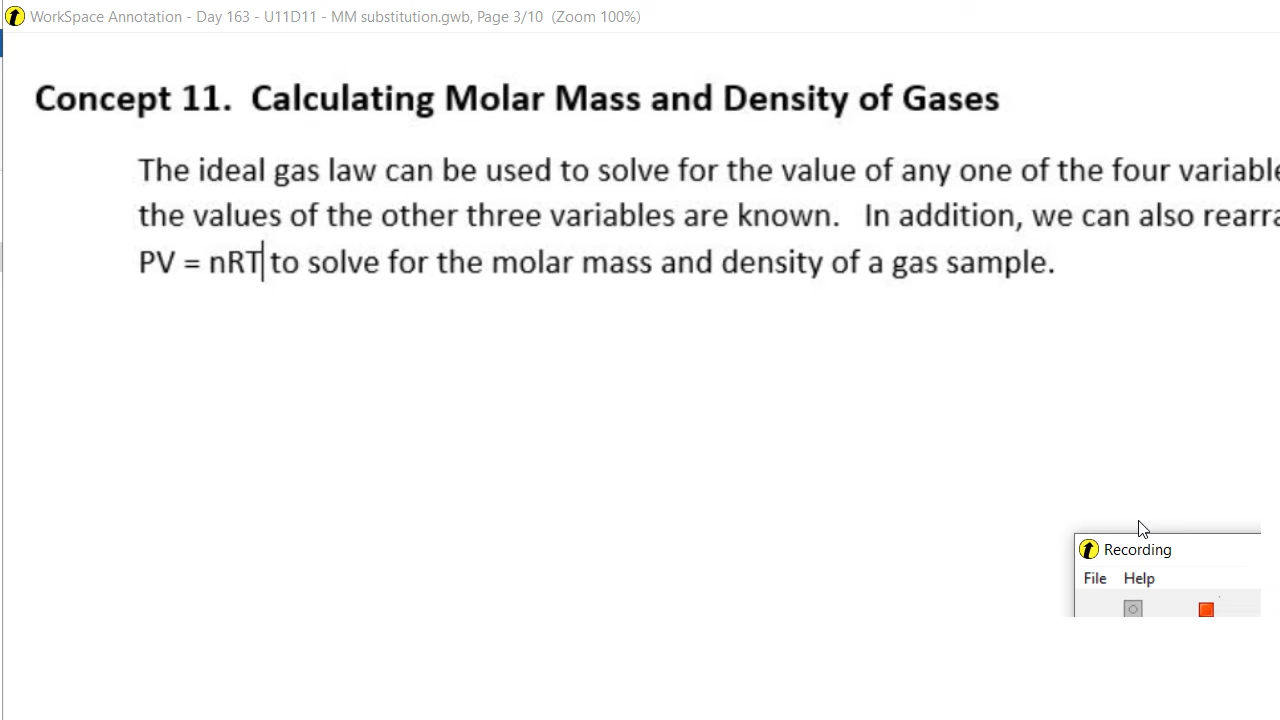 WorkSpace Annotation - Day 163 - U11D11 - MM substitution.gwb, Page 3/10 (Zoom 100%)
Concept 11. Calculating Molar Mass and Density of Gases
The ideal gas law can be used to solve for the value of any one of the four
the values of the other three variables are known. In addition, we can also
PV = nRT to solve for the molar mass and density of a gas sample.
Recording
File Help